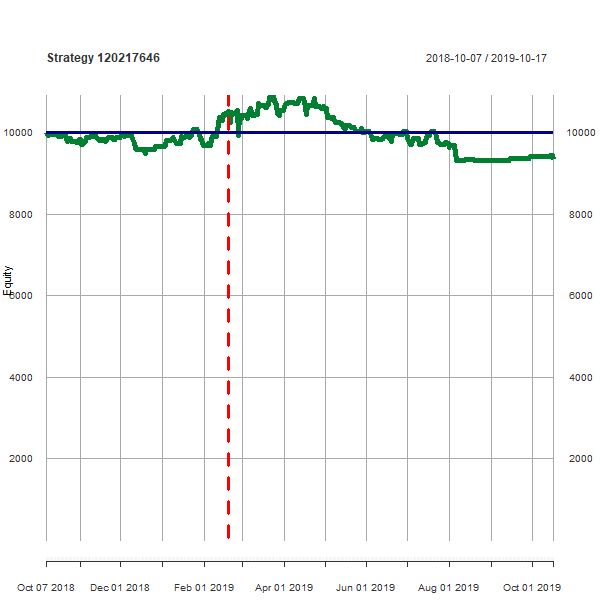 Strategy 120217646
2018-10-07 / 2019-10-17
10000
10000
8000
8000
Equity
6000
6000
4000
4000
2000
2000
Oct 07 2018
Dec 01 2018
Feb 01 2019
Apr 01 2019
Jun 01 2019
Aug 01 2019
Oct 01 2019